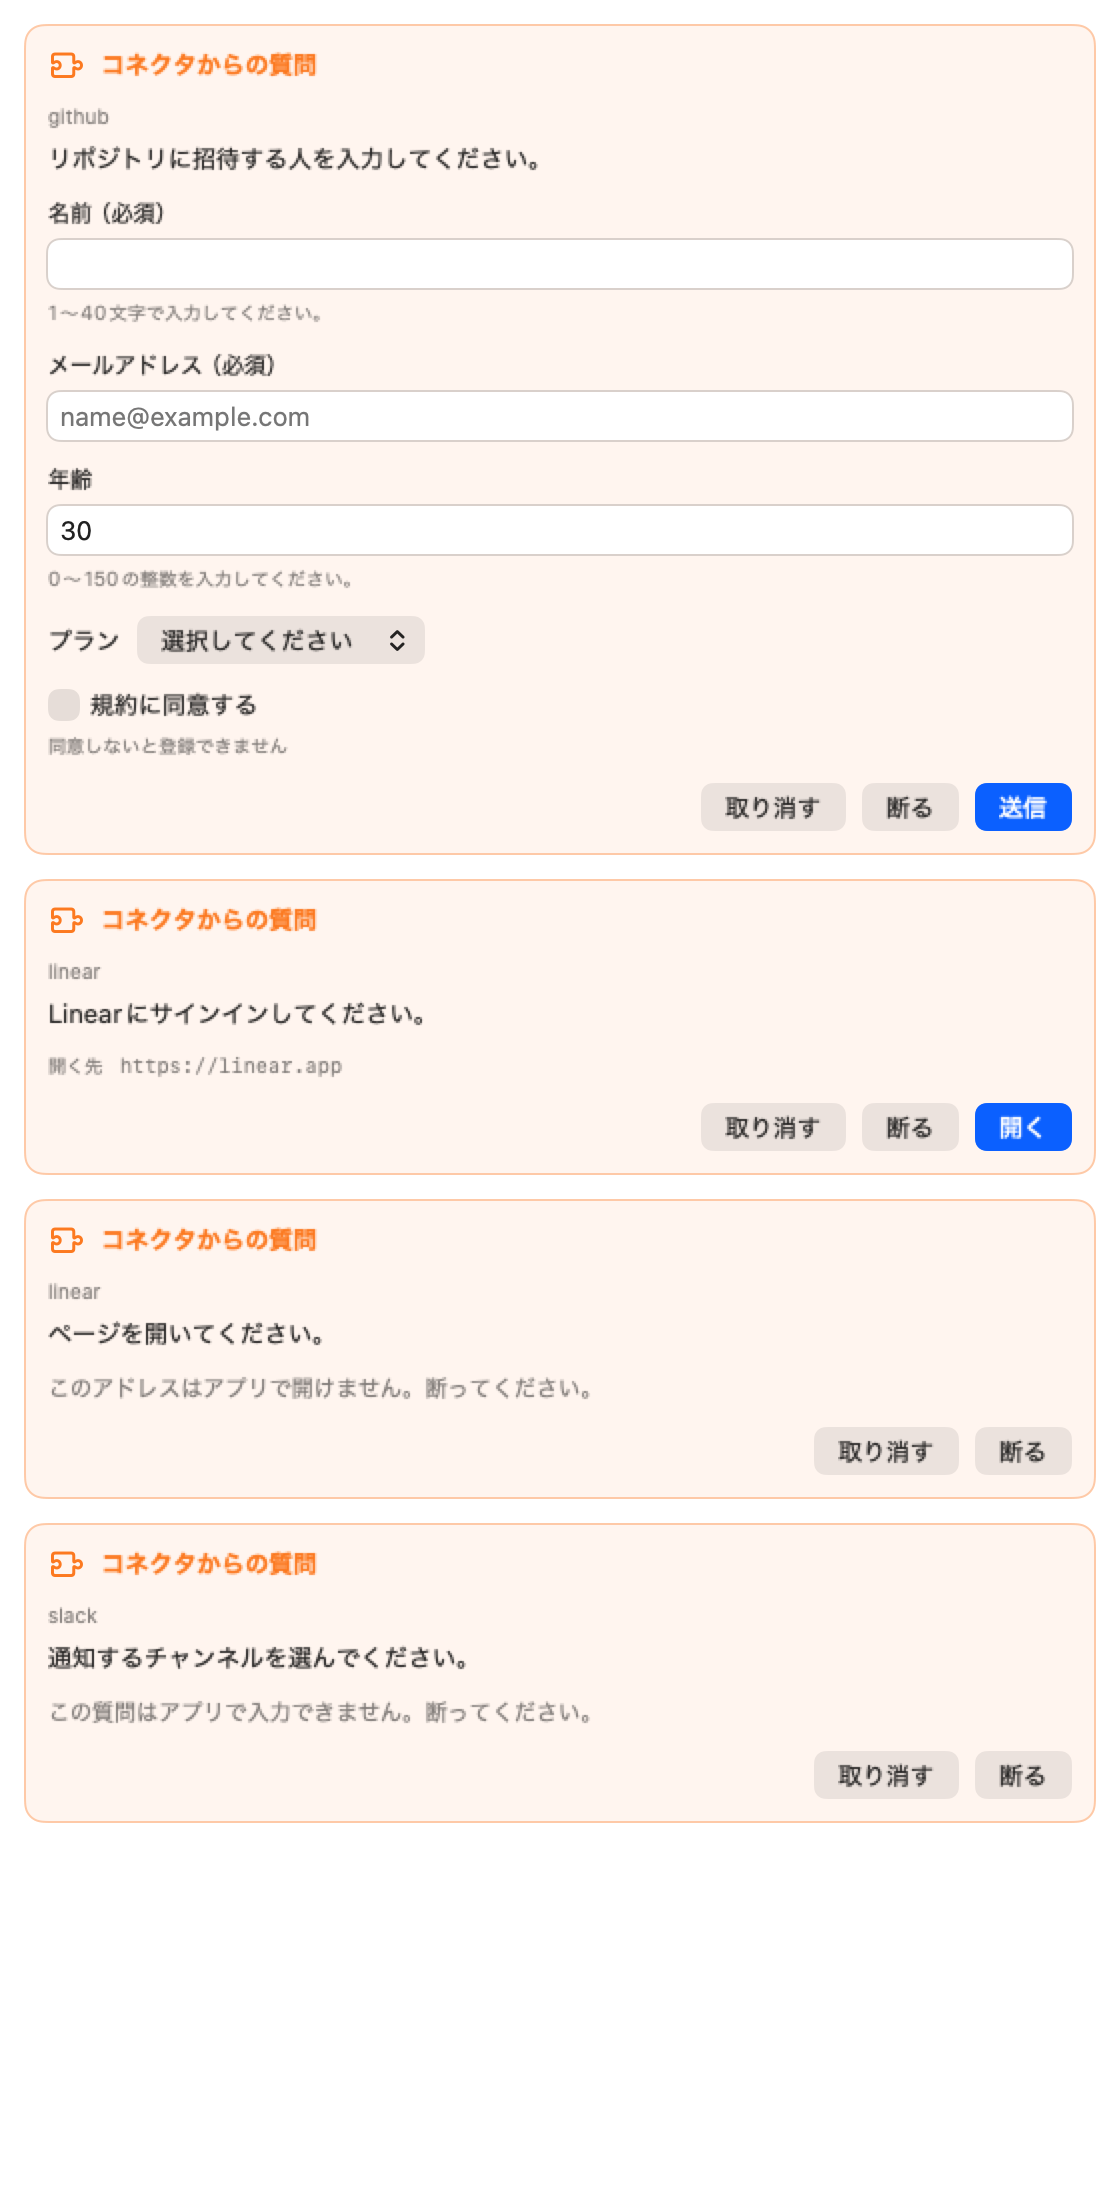 コネクタからの質問
github
リポジトリに招待する人を入力してください。
名前（必須）
1〜40文字で入力してください。
メールアドレス（必須）
name@example.com
年齢
30
0〜150の整数を入力してください。
プラン 選択してください
規約に同意する
同意しないと登録できません
取り消す 断る 送信
コネクタからの質問
linear
Linearにサインインしてください。
開く先 https://linear.app
取り消す 断る 開く
コネクタからの質問
linear
ページを開いてください。
このアドレスはアプリで開けません。断ってください。
取り消す 断る
コネクタからの質問
slack
通知するチャンネルを選んでください。
この質問はアプリで入力できません。断ってください。
取り消す 断る